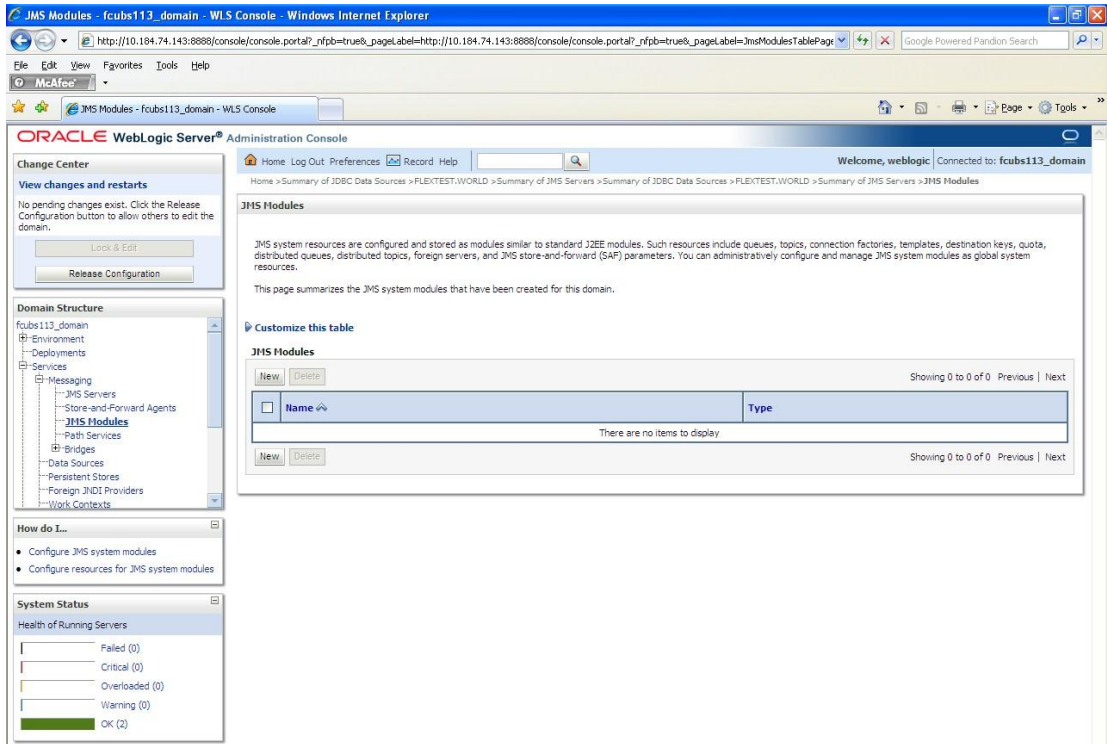 JMS Modules - fcubs113_domain - WLS Console - Windows Internet Explorer
http://10.184.74.143:8888/console/console.portal?_nfpb=true&_pageLabel=http://10.184.74.143:8888/console/console.portal?_nfpb=true&_pageLabel=JmsModulesTablePage
Google Powered Pandion Search
File Edit View Favorites Tools Help
McAfee
JMS Modules - fcubs113_domain - WLS Console
Page Tools
ORACLE WebLogic Server® Administration Console
Change Center
View changes and restarts
No pending changes exist. Click the Release
Configuration button to allow others to edit the
domain.
Lock & Edit
Release Configuration
Domain Structure
fcubs113_domain
Environment
Deployments
Services
Messaging
JMS Servers
Store-and-Forward Agents
JMS Modules
Path Services
Bridges
Data Sources
Persistent Stores
Foreign JNDI Providers
Work Contexts
How do I...
Configure JMS system modules
Configure resources for JMS system modules
System Status
Health of Running Servers
Failed (0)
Critical (0)
Overloaded (0)
Warning (0)
OK (2)
Home Log Out Preferences Record Help
Welcome, weblogic Connected to: fcubs113_domain
Home >Summary of JDBC Data Sources >FLEXTEST.WORLD >Summary of JMS Servers >Summary of JDBC Data Sources >FLEXTEST.WORLD >Summary of JMS Servers >JMS Modules
JMS Modules
JMS system resources are configured and stored as modules similar to standard J2EE modules. Such resources include queues, topics, connection factories, templates, destination keys, quota,
distributed queues, distributed topics, foreign servers, and JMS store-and-forward (SAF) parameters. You can administratively configure and manage JMS system modules as global system
resources.
This page summarizes the JMS system modules that have been created for this domain.
Customize this table
JMS Modules
New Delete Showing 0 to 0 of 0 Previous | Next
Name Type
There are no items to display
New Delete Showing 0 to 0 of 0 Previous | Next